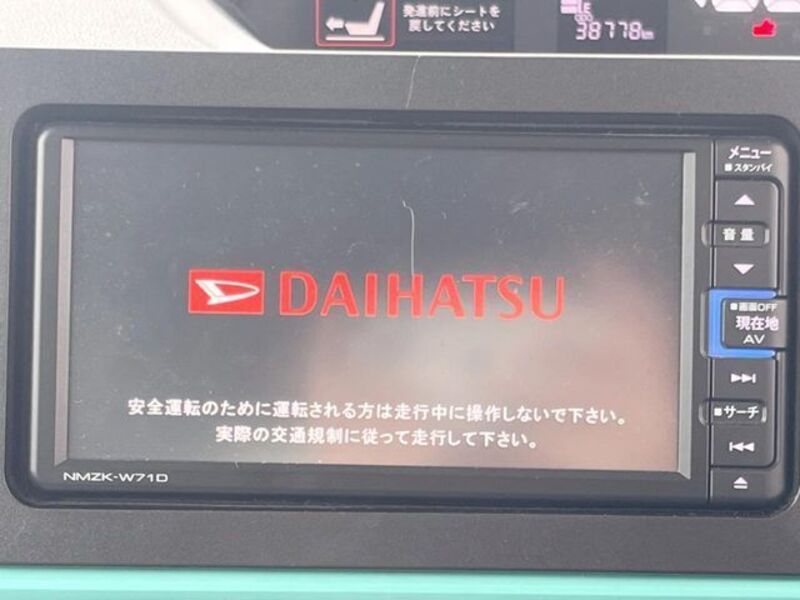 発進前にシートを
戻してください
38778km
メニュー
スタンバイ
音量
DAIHATSU
画面OFF
現在地
AV
安全運転のために運転される方は走行中に操作しないで下さい。
サーチ
実際の交通規制に従って走行して下さい。
NMZK-W71D